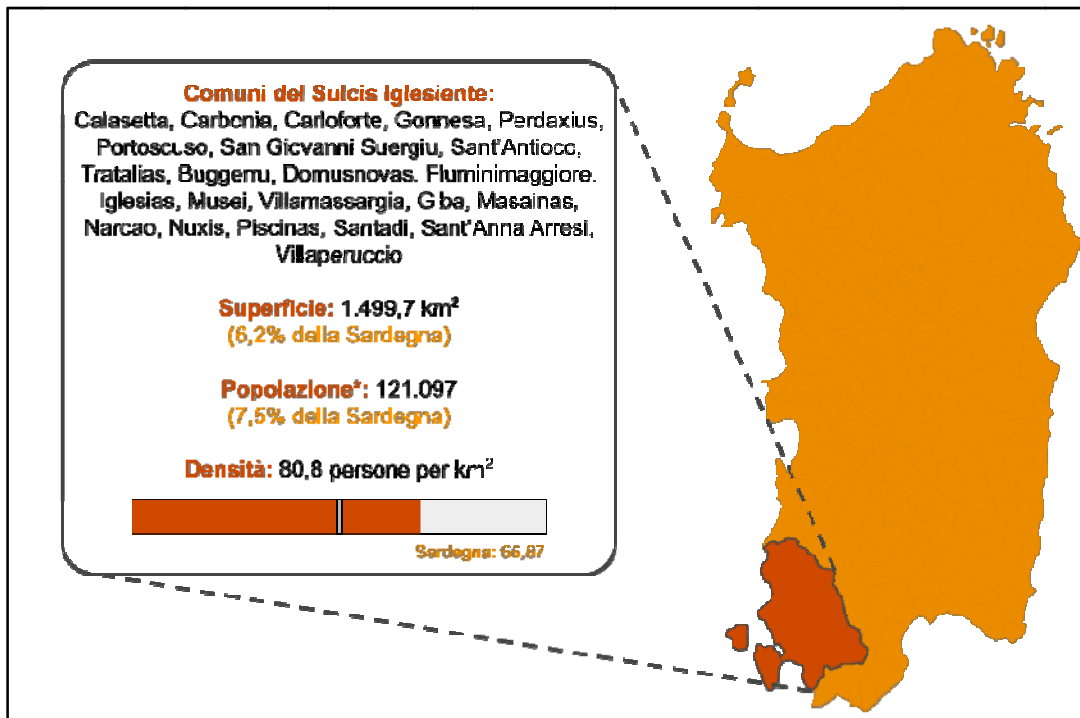 Comuni del Sulcis Iglesiente:
Calasetta, Carbonia, Carloforte, Gonnesa, Perdaxius,
Portoscuso, San Giovanni Suergiu, Sant'Antioco,
Tratalias, Buggerru, Domusnovas. Fluminimaggiore.
Iglesias, Musei, Villamassargia, Giba, Masainas,
Narcao, Nuxis, Piscinas, Santadi, Sant'Anna Arresi,
Villaperuccio
Superficie: 1.499,7 km²
(6,2% della Sardegna)
Popolazione*: 121.097
(7,5% della Sardegna)
Densità: 80,8 persone per km²
Sardegna: 66,87